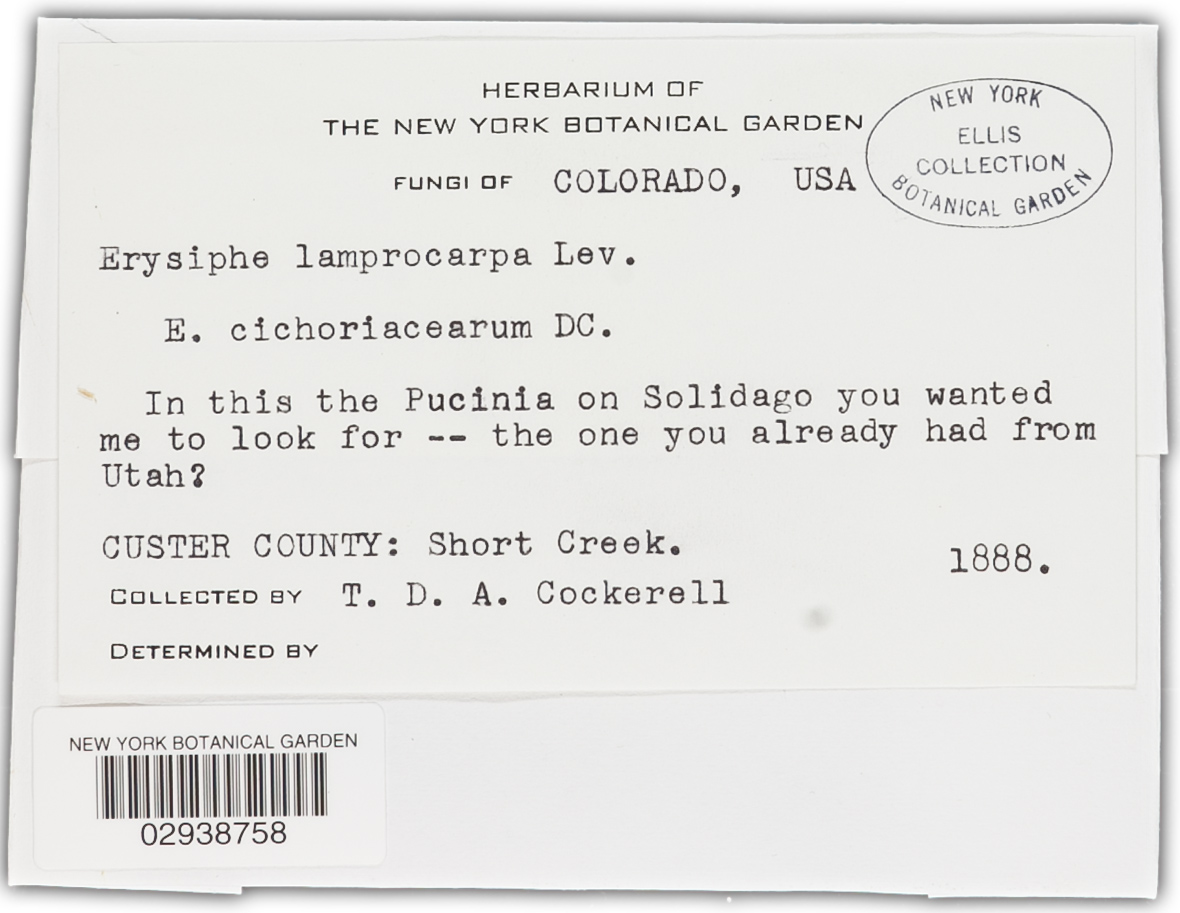 HERBARIUM OF
THE NEW YORK BOTANICAL GARDEN
FUNGI OF COLORADO, USA
NEW YORK
ELLIS
COLLECTION
BOTANICAL GARDEN
Erysiphe lamprocarpa Lev.
E. cichoriacearum DC.
In this the Pucinia on Solidago you wanted
me to look for -- the one you already had from
Utah?
CUSTER COUNTY: Short Creek.
1888.
COLLECTED BY T. D. A. Cockerell
DETERMINED BY
NEW YORK BOTANICAL GARDEN
02938758